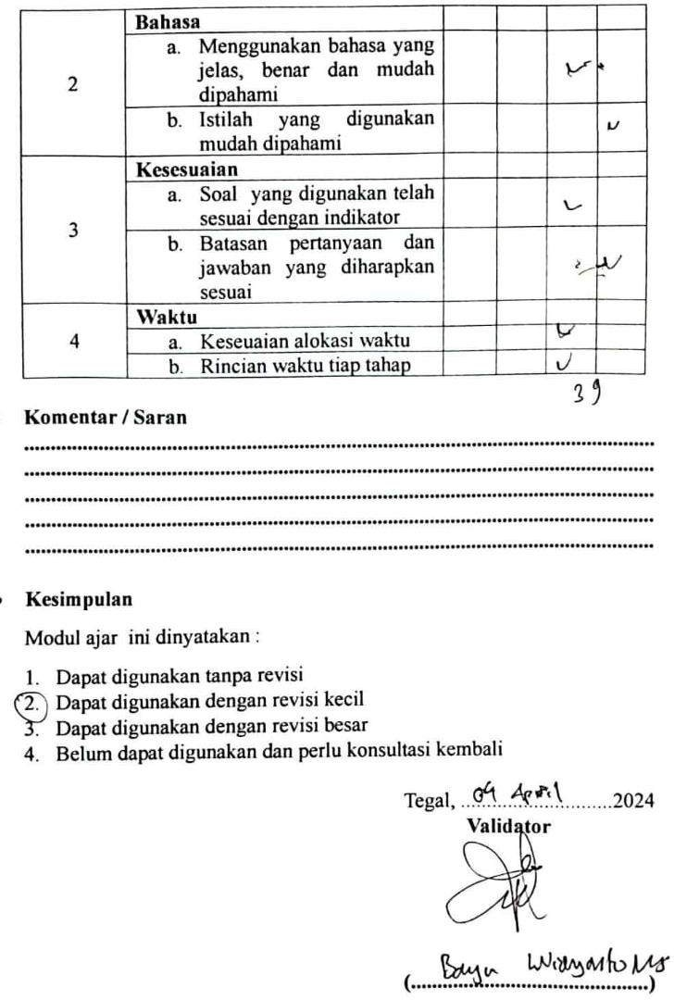 Bahasa
2
a. Menggunakan bahasa yang
jelas, benar dan mudah
dipahami
b. Istilah yang digunakan
mudah dipahami
Kesesuaian
3
a. Soal yang digunakan telah
sesuai dengan indikator
b. Batasan pertanyaan dan
jawaban yang diharapkan
sesuai
Waktu
4
a. Keseuaian alokasi waktu
b. Rincian waktu tiap tahap
39
Komentar / Saran
Kesimpulan
Modul ajar ini dinyatakan :
1. Dapat digunakan tanpa revisi
2. Dapat digunakan dengan revisi kecil
3. Dapat digunakan dengan revisi besar
4. Belum dapat digunakan dan perlu konsultasi kembali
Tegal, 04 April 2024
Validator
(Bayu Widyanto)